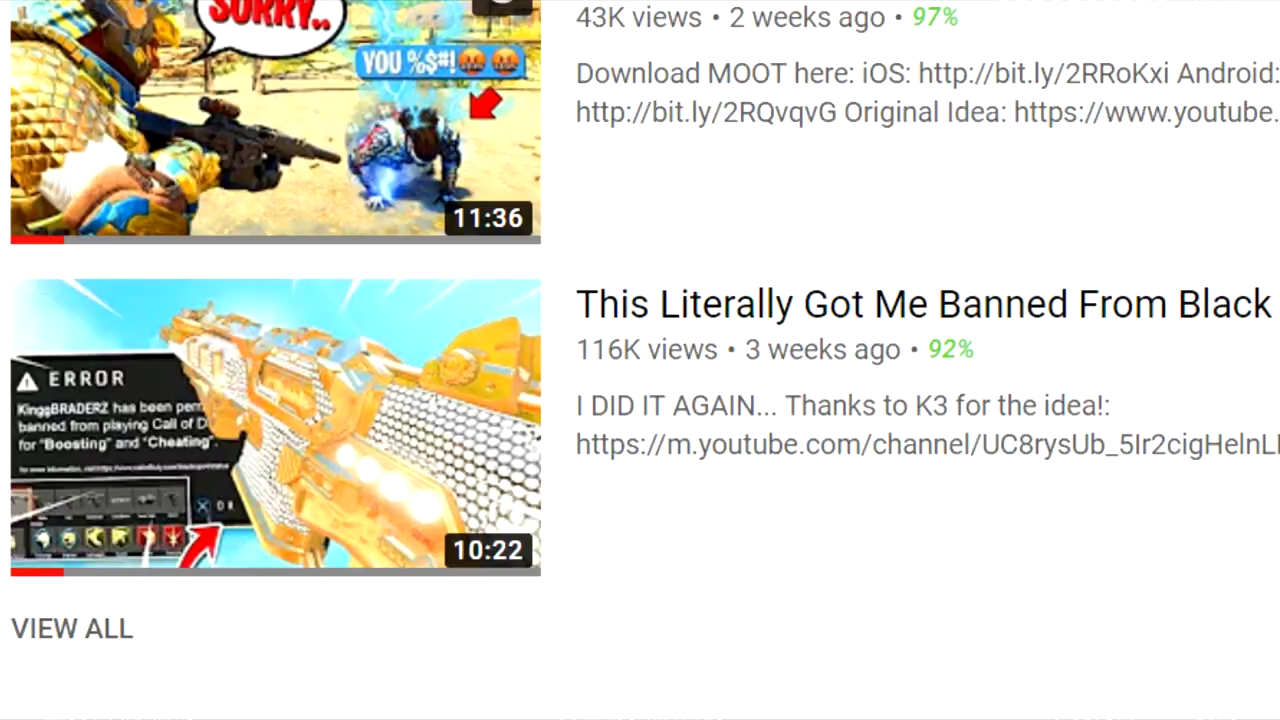 SORRY..
YOU %$#!
11:36
43K views • 2 weeks ago • 97%
Download MOOT here: iOS: http://bit.ly/2RRoKxi Android:
http://bit.ly/2RQvqvG Original Idea: https://www.youtube.
ERROR
KinggBRADERZ has been perm
banned from playing Call of D
for "Boosting" and "Cheating".
OK
10:22
This Literally Got Me Banned From Black
116K views • 3 weeks ago • 92%
I DID IT AGAIN... Thanks to K3 for the idea!:
https://m.youtube.com/channel/UC8rysUb_5Ir2cigHeInL
VIEW ALL